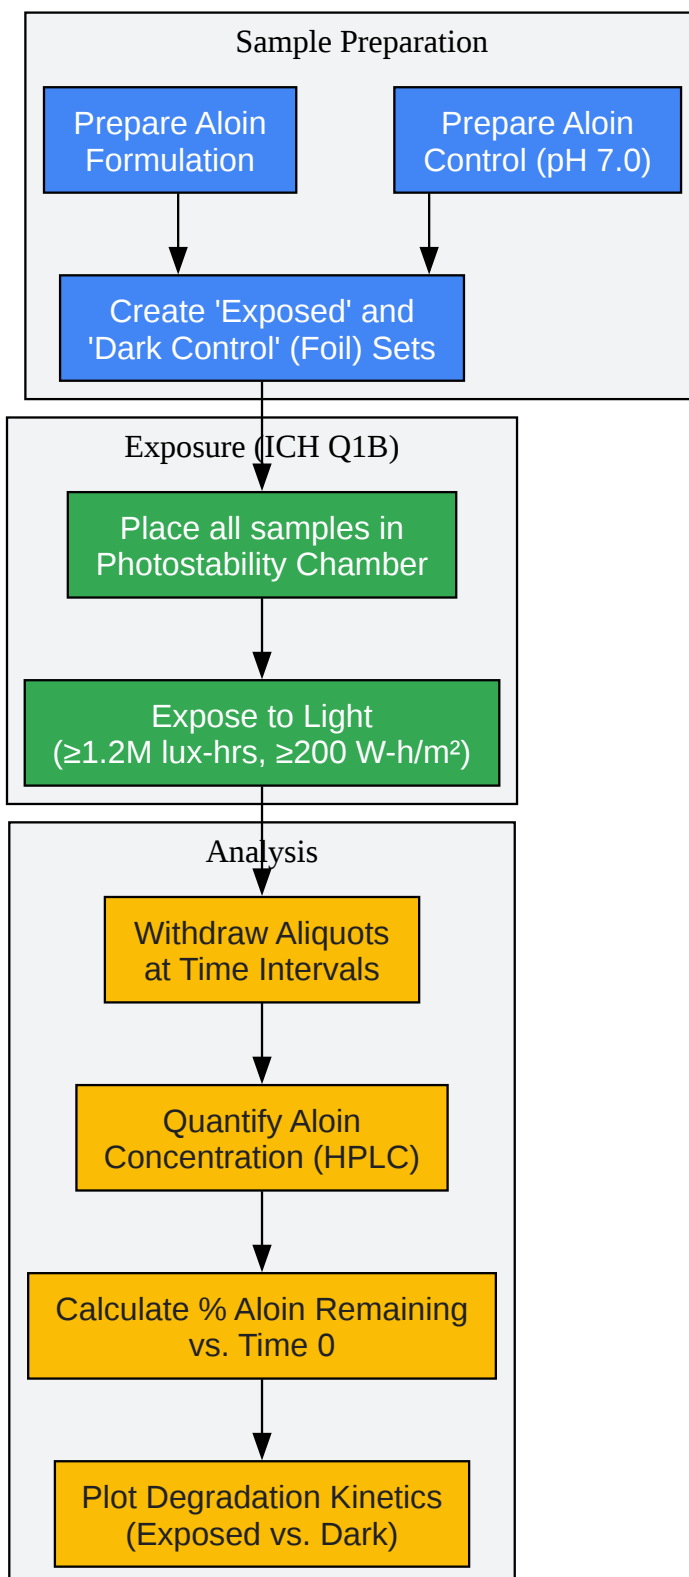 Sample Preparation
Prepare Aloin
Formulation
Prepare Aloin
Control (pH 7.0)
Create 'Exposed' and
'Dark Control' (Foil) Sets
Exposure (ICH Q1B)
Place all samples in
Photostability Chamber
Expose to Light
(≥1.2M lux-hrs, ≥200 W-h/m²)
Analysis
Withdraw Aliquots
at Time Intervals
Quantify Aloin
Concentration (HPLC)
Calculate % Aloin Remaining
vs. Time 0
Plot Degradation Kinetics
(Exposed vs. Dark)